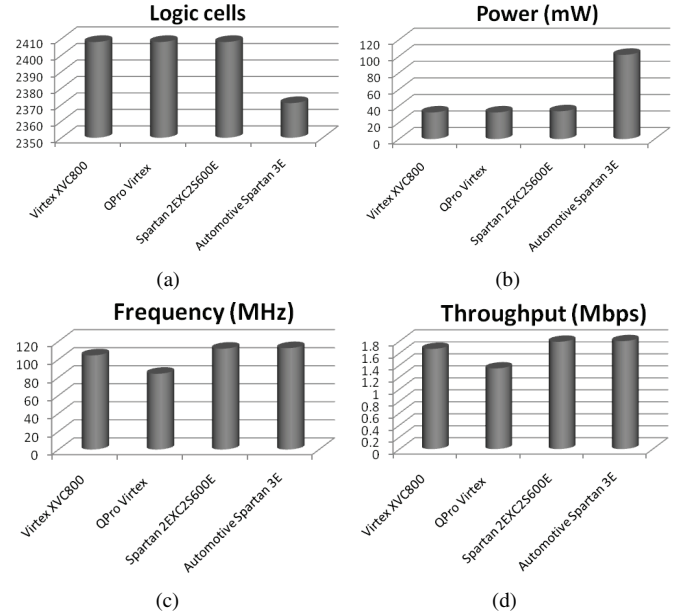 Logic cells
2410
2400
2390
2380
2370
2360
2350
Virtex XVC800
QPro Virtex
Spartan 2EXC2S600E
Automotive Spartan 3E
(a)
Power (mW)
120
100
80
60
40
20
0
Virtex XVC800
QPro Virtex
Spartan 2EXC2S600E
Automotive Spartan 3E
(b)
Frequency (MHz)
120
100
80
60
40
20
0
Virtex XVC800
QPro Virtex
Spartan 2EXC2S600E
Automotive Spartan 3E
(c)
Throughput (Mbps)
1.8
1.6
1.4
1.2
1
0.8
0.6
0.4
0.2
0
Virtex XVC800
QPro Virtex
Spartan 2EXC2S600E
Automotive Spartan 3E
(d)